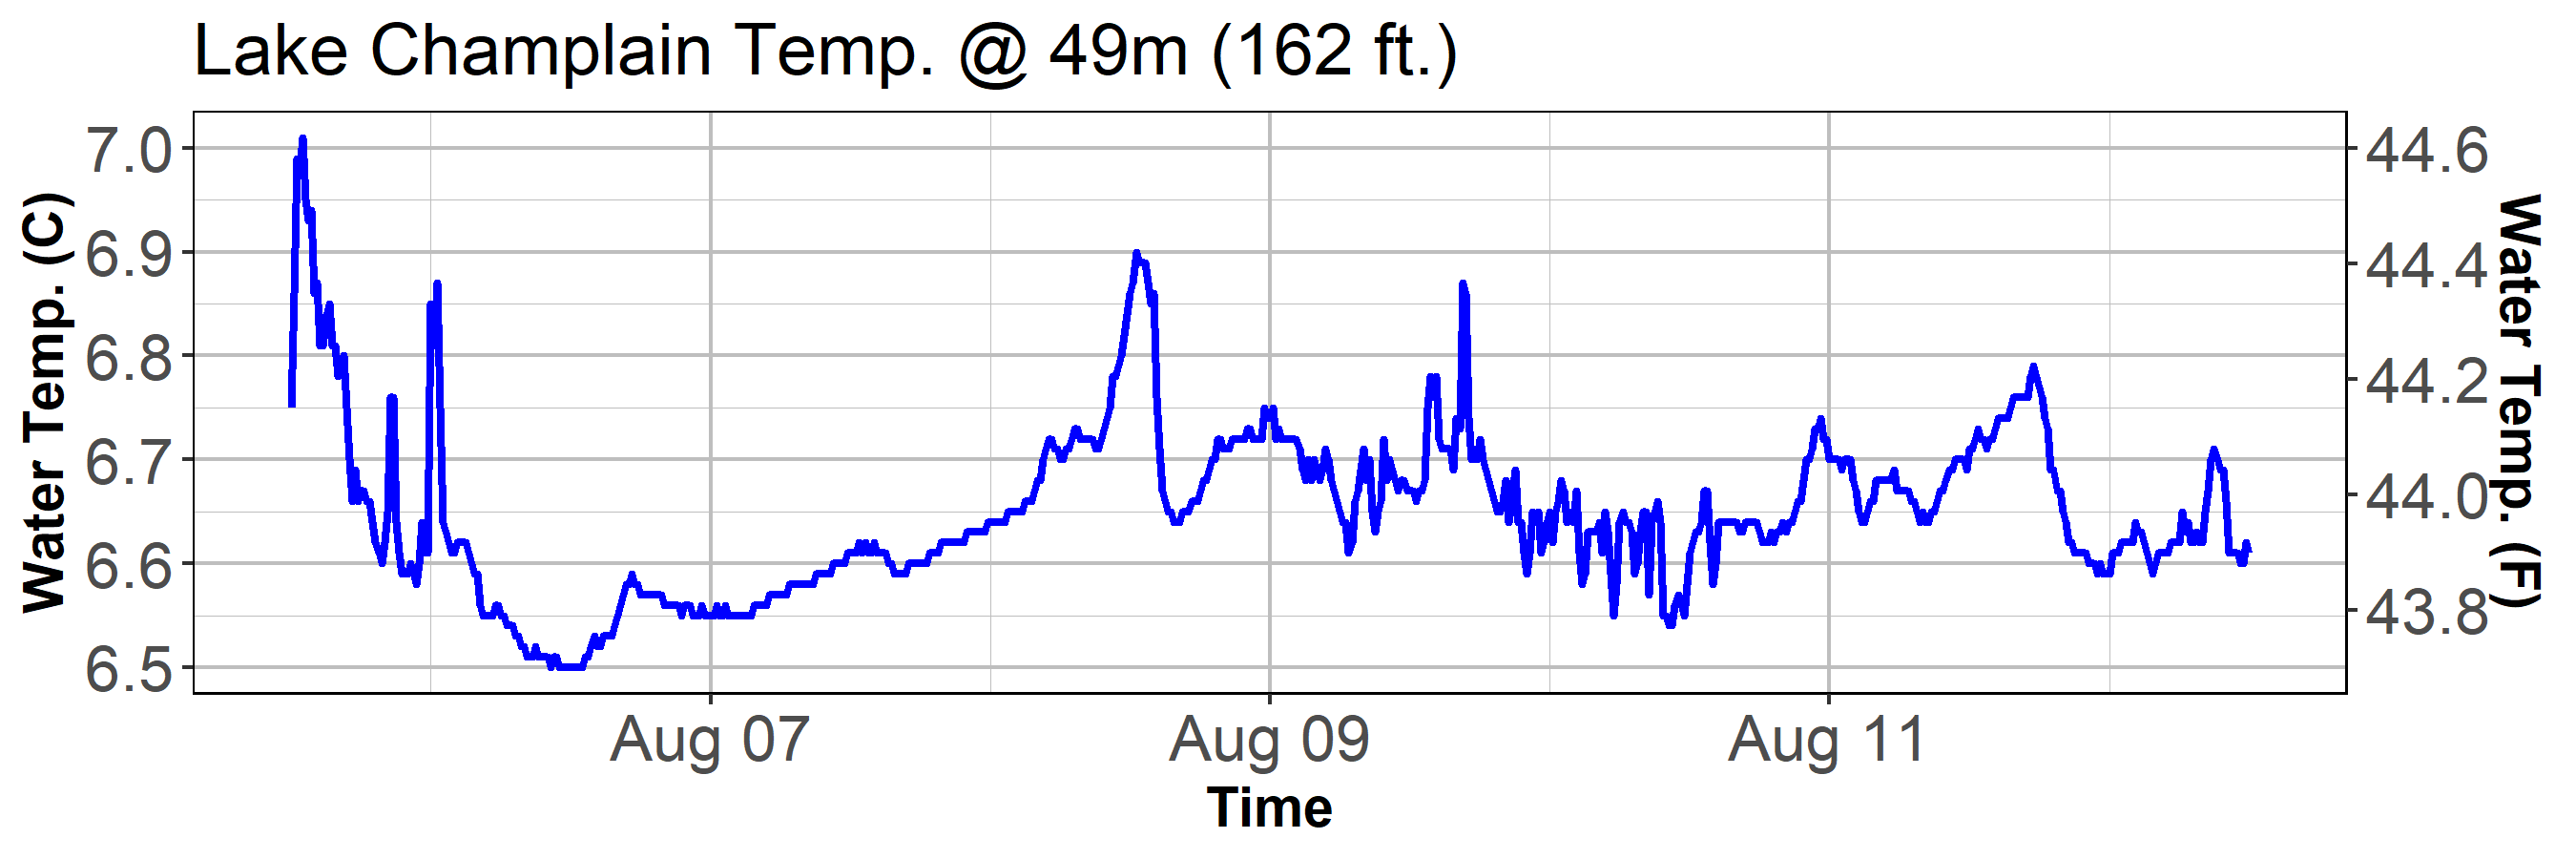 Lake Champlain Temp. @ 49m (162 ft.)
Water Temp. (C)
7.0
6.9
6.8
6.7
6.6
6.5
44.6
44.4
44.2
44.0
43.8
Water Temp. (F)
Aug 07 Aug 09 Aug 11
Time